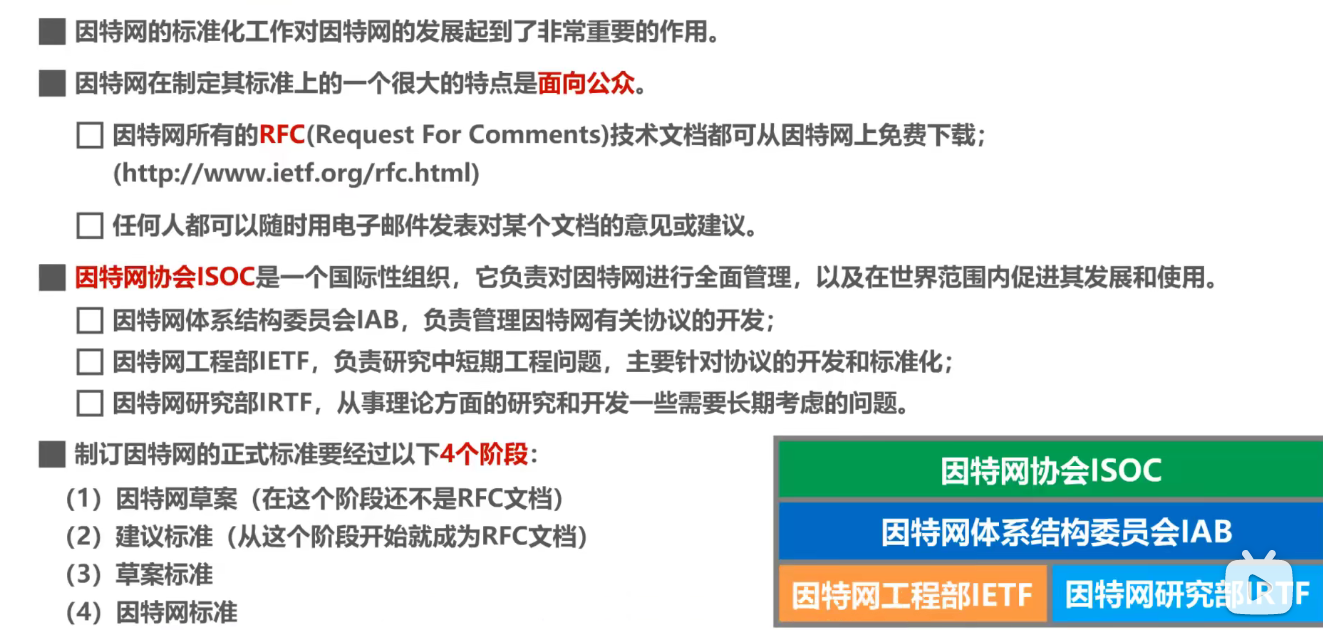 因特网的标准化工作对因特网的发展起到了非常重要的作用。
因特网在制定其标准上的一个很大的特点是面向公众。
因特网所有的RFC(Request For Comments)技术文档都可从因特网上免费下载;
(http://www.ietf.org/rfc.html)
任何人都可以随时用电子邮件发表对某个文档的意见或建议。
因特网协会ISOC是一个国际性组织，它负责对因特网进行全面管理，以及在世界范围内促进其发展和使用。
因特网体系结构委员会IAB，负责管理因特网有关协议的开发;
因特网工程部IETF，负责研究中短期工程问题，主要针对协议的开发和标准化;
因特网研究部IRTF，从事理论方面的研究和开发一些需要长期考虑的问题。
制订因特网的正式标准要经过以下4个阶段:
（1）因特网草案（在这个阶段还不是RFC文档）
（2）建议标准（从这个阶段开始就成为RFC文档）
（3）草案标准
（4）因特网标准
因特网协会ISOC
因特网体系结构委员会IAB
因特网工程部IETF
因特网研究部IRTF